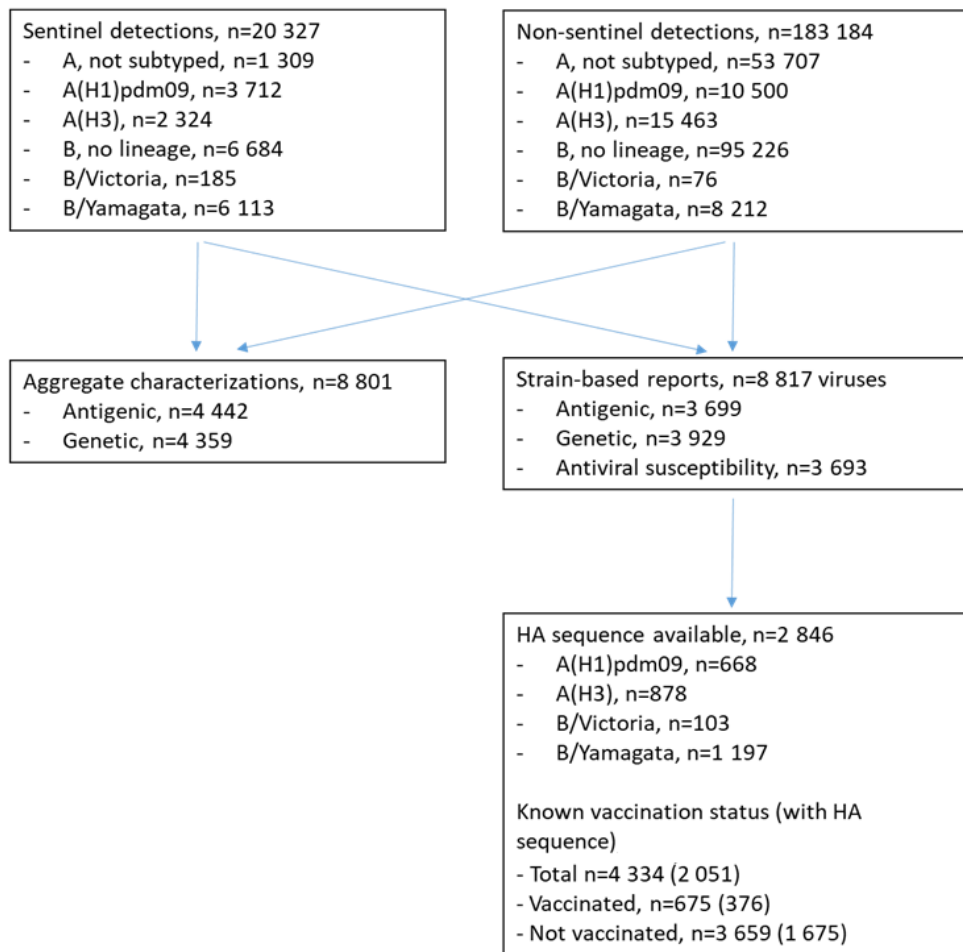 Sentinel detections, n=20 327
- A, not subtyped, n=1 309
- A(H1)pdm09, n=3 712
- A(H3), n=2 324
- B, no lineage, n=6 684
- B/Victoria, n=185
- B/Yamagata, n=6 113
Non-sentinel detections, n=183 184
- A, not subtyped, n=53 707
- A(H1)pdm09, n=10 500
- A(H3), n=15 463
- B, no lineage, n=95 226
- B/Victoria, n=76
- B/Yamagata, n=8 212
Aggregate characterizations, n=8 801
- Antigenic, n=4 442
- Genetic, n=4 359
Strain-based reports, n=8 817 viruses
- Antigenic, n=3 699
- Genetic, n=3 929
- Antiviral susceptibility, n=3 693
HA sequence available, n=2 846
- A(H1)pdm09, n=668
- A(H3), n=878
- B/Victoria, n=103
- B/Yamagata, n=1 197
Known vaccination status (with HA
sequence)
- Total n=4 334 (2 051)
- Vaccinated, n=675 (376)
- Not vaccinated, n=3 659 (1 675)